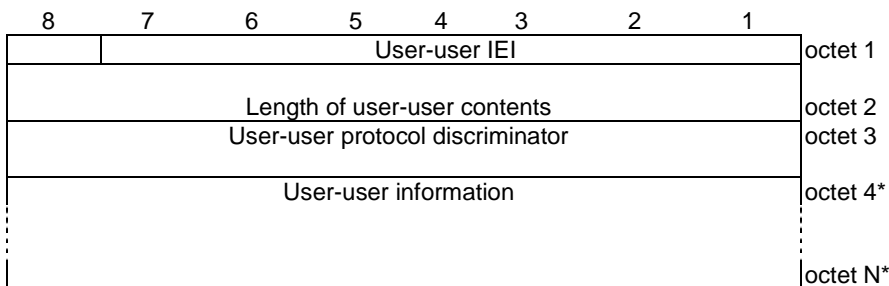 8 7 6 5 4 3 2 1
User-user IEI octet 1
Length of user-user contents octet 2
User-user protocol discriminator octet 3
User-user information octet 4*
octet N*